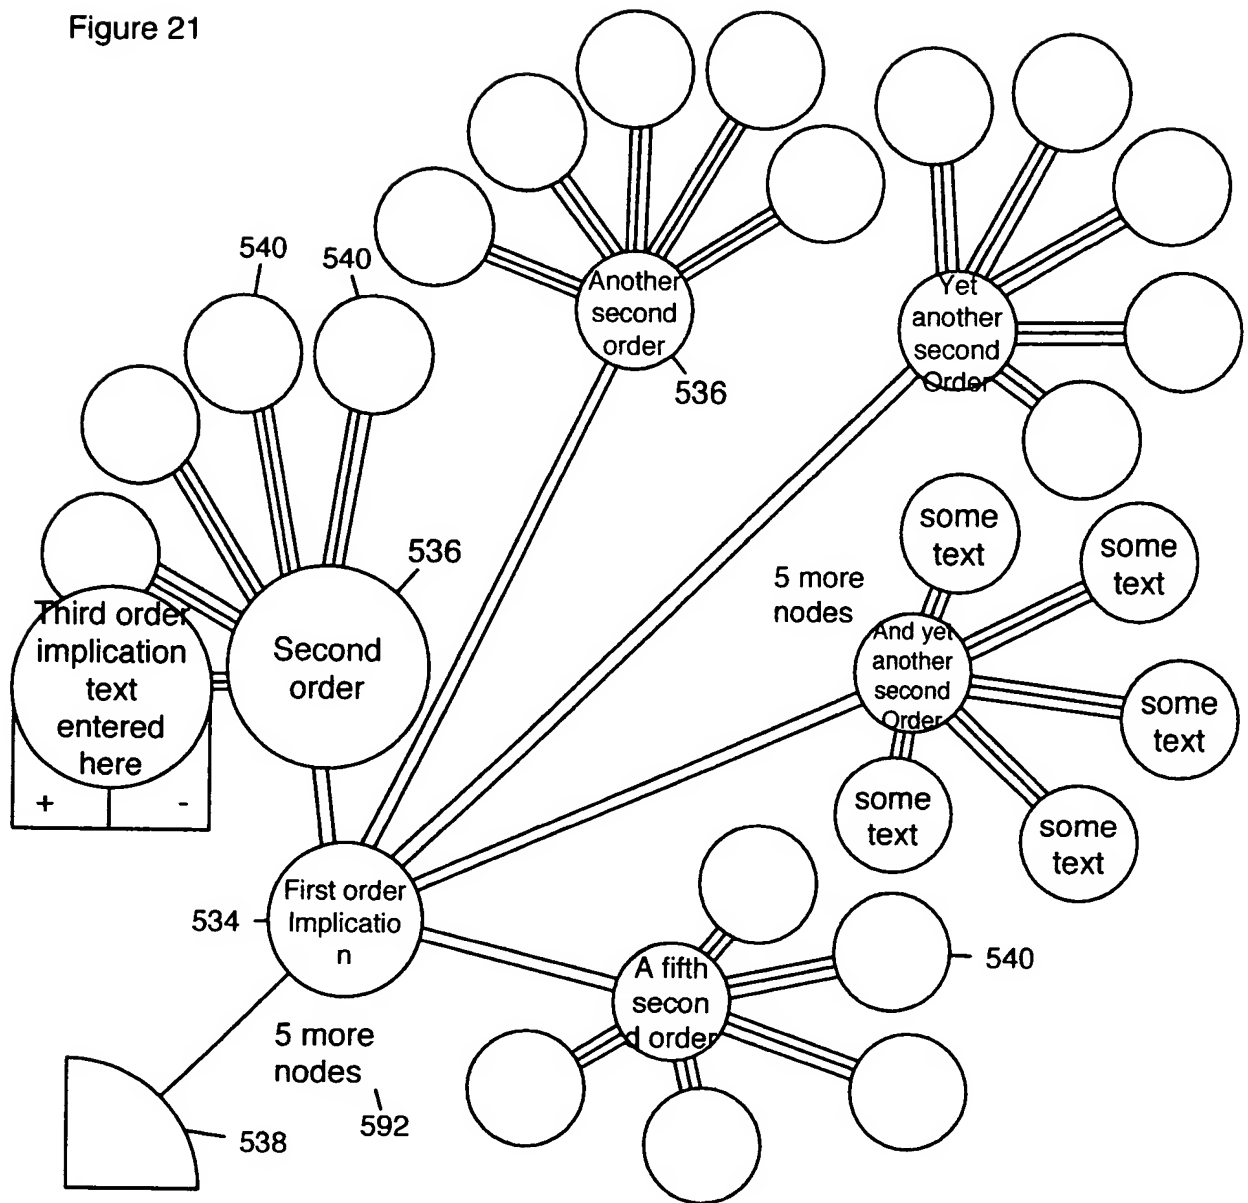 Figure 21
540
540
Another
second
order
536
Yet
another
second
Order
536
some
text
some
text
5 more
nodes
And yet
another
second
Order
Third order
implication
text
entered
here
+
-
Second
order
some
text
some
text
some
text
534
First order
Implicatio
n
A fifth
secon
d order
540
5 more
nodes
592
538